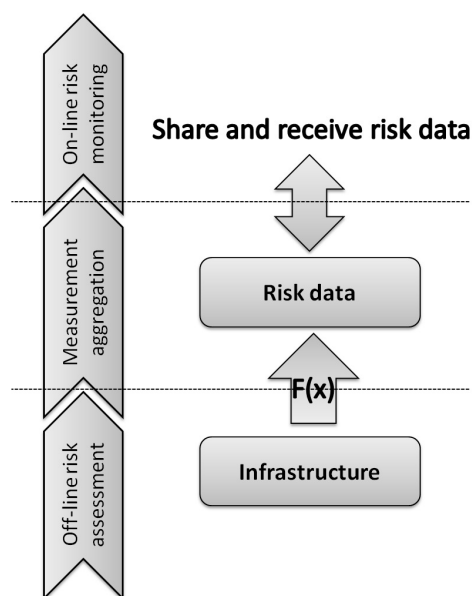 On-line risk
monitoring
Share and receive risk data
Measurement
aggregation
Risk data
F(x)
Off-line risk
assessment
Infrastructure